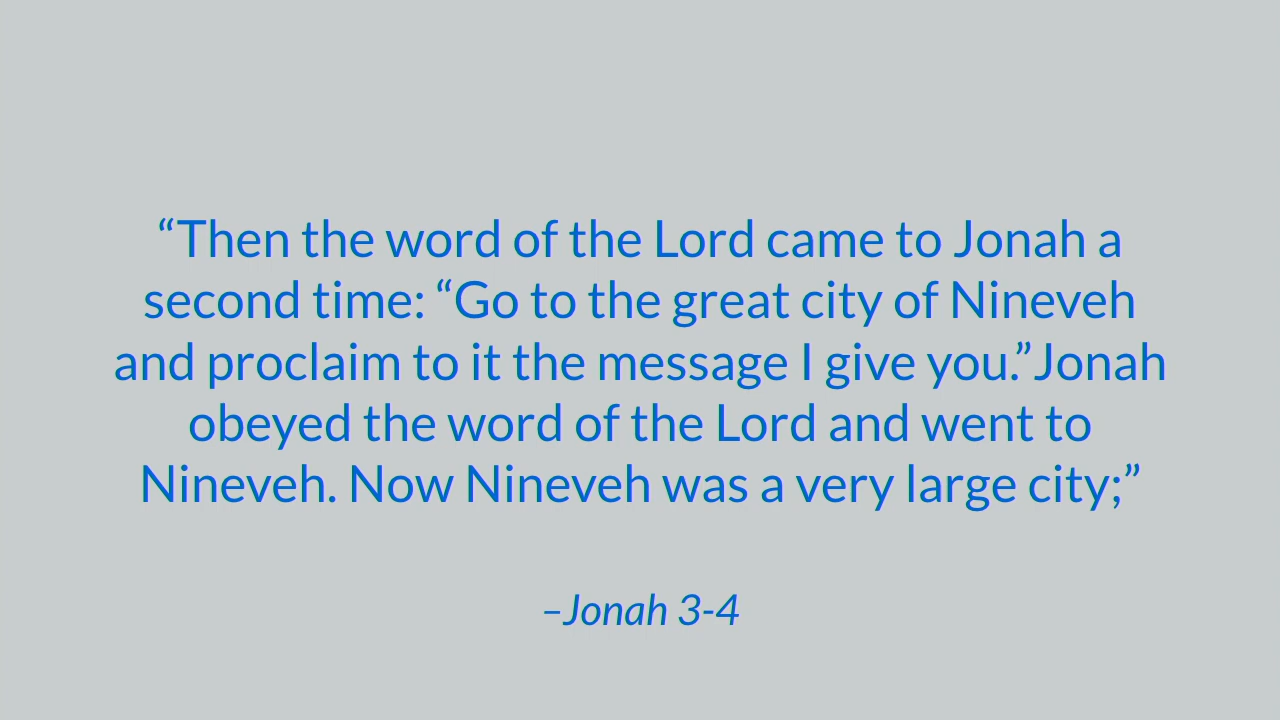 “Then the word of the Lord came to Jonah a
second time: “Go to the great city of Nineveh
and proclaim to it the message I give you.”Jonah
obeyed the word of the Lord and went to
Nineveh. Now Nineveh was a very large city;”
–Jonah 3-4